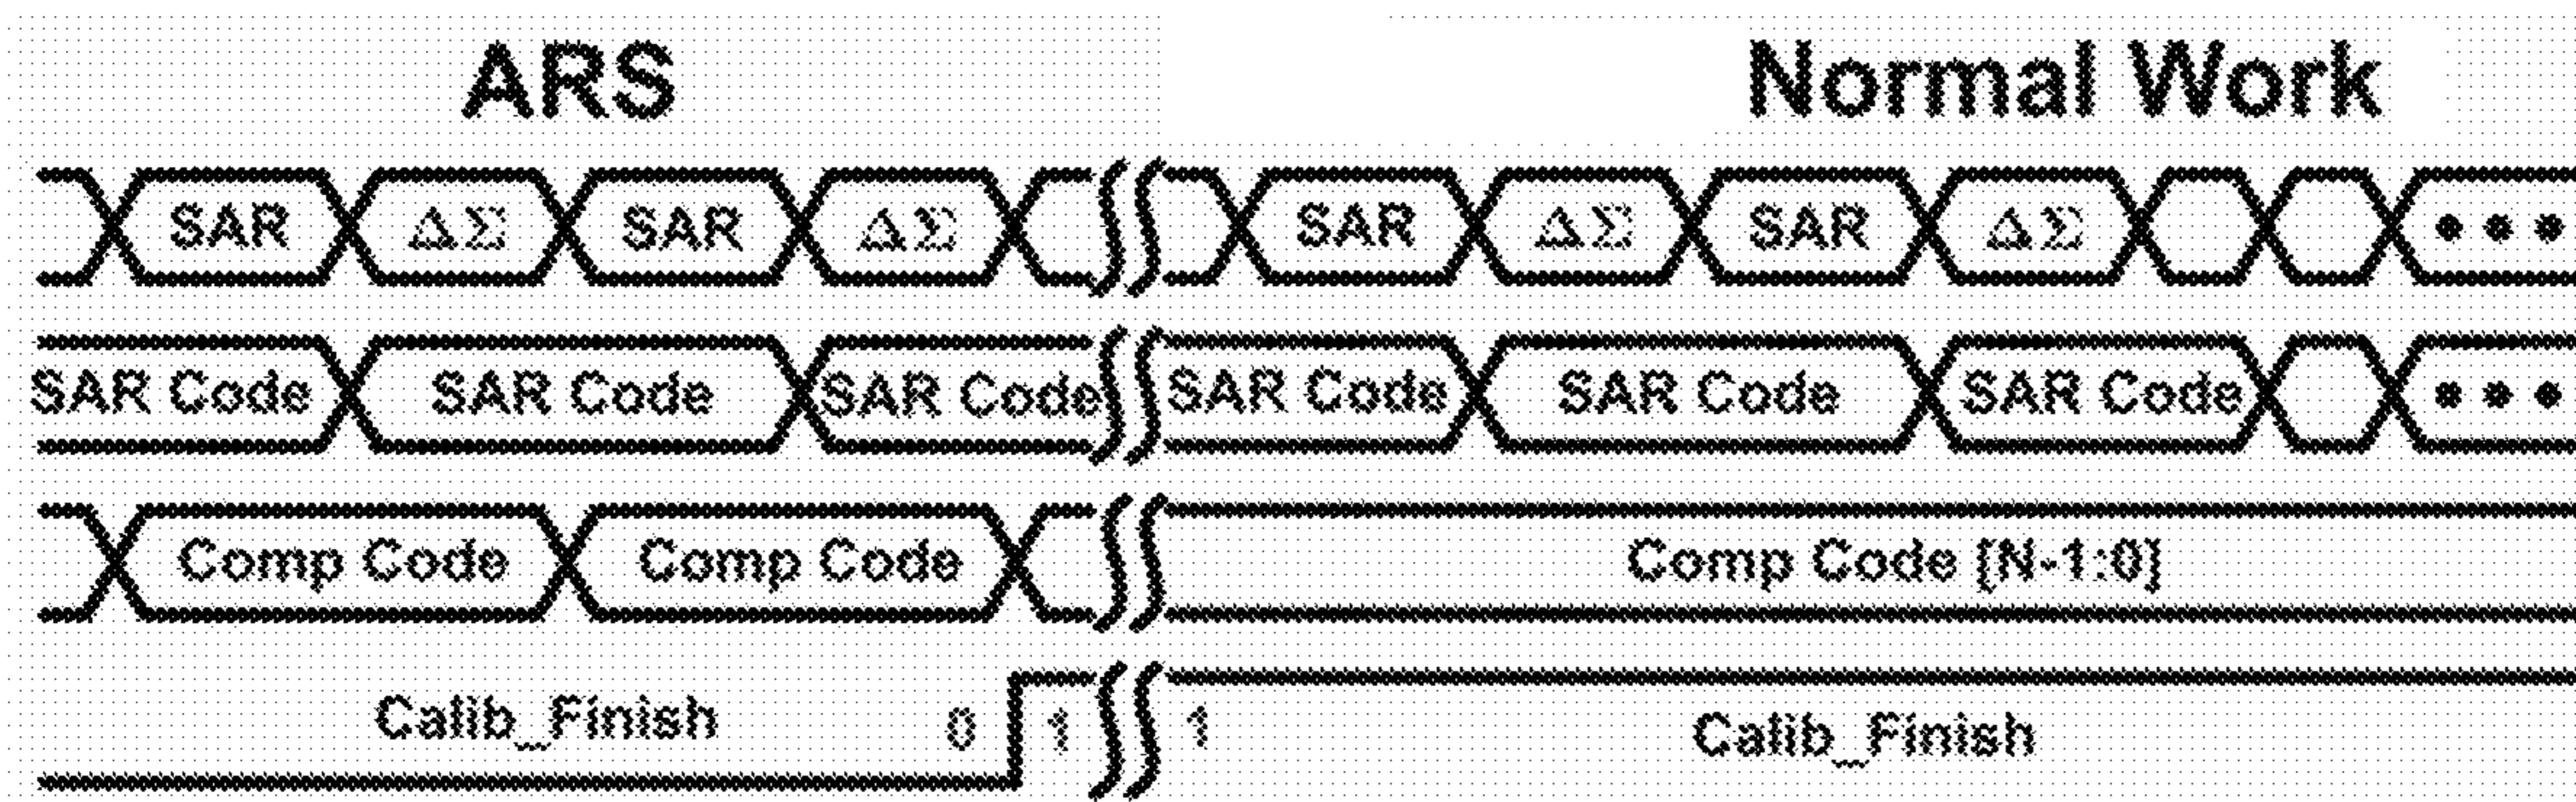 ARS Normal Work
SAR ΔΣ SAR ΔΣ SAR ΔΣ SAR ΔΣ • • •
SAR Code SAR Code SAR Code SAR Code SAR Code SAR Code • • •
Comp Code Comp Code Comp Code [N-1:0]
Calib_Finish 0 1 1 Calib_Finish